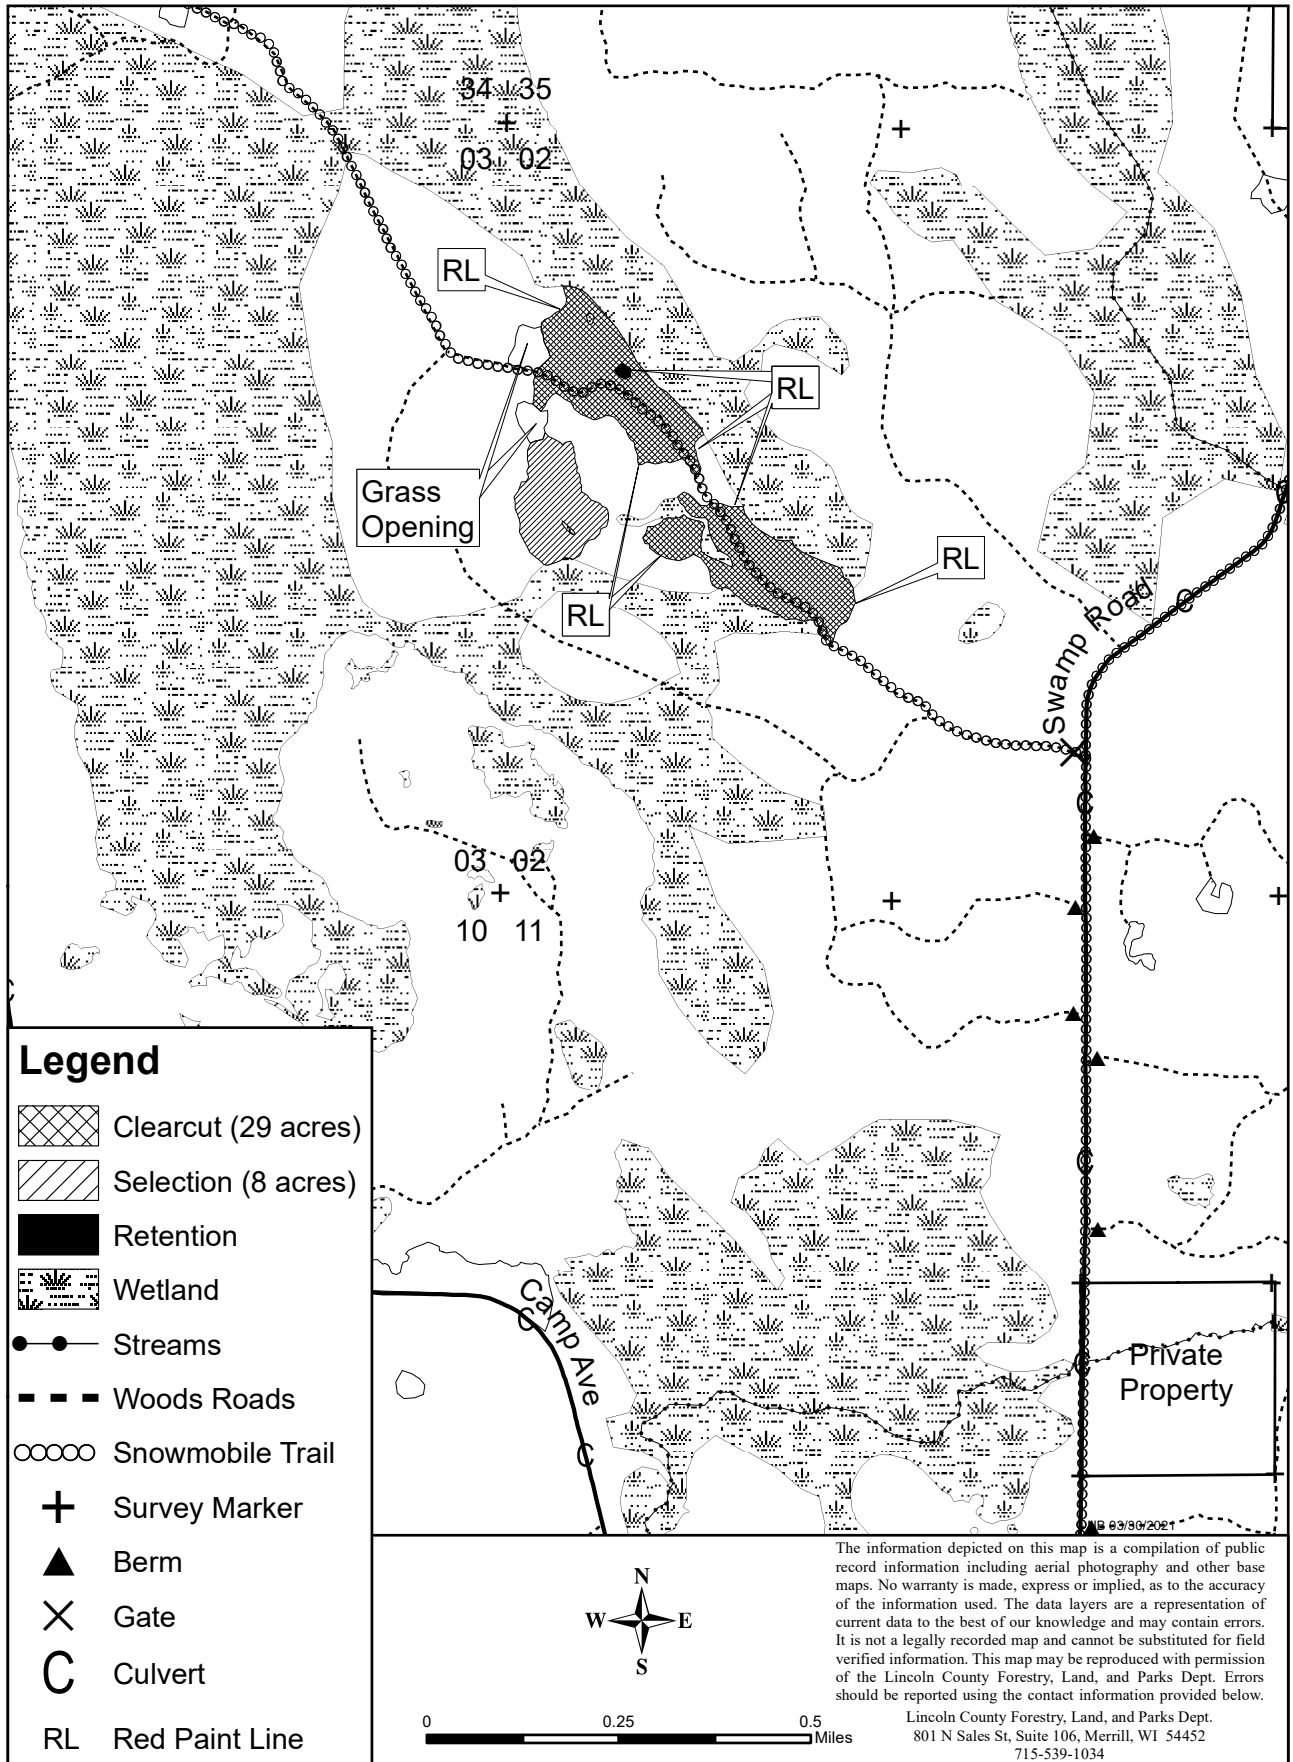 34 35
03 02
RL
RL
Grass
Opening
RL
RL
Swamp Road
03 02
10 11
Legend
Clearcut (29 acres)
Selection (8 acres)
Retention
Wetland
Streams
Woods Roads
Snowmobile Trail
Survey Marker
Berm
Gate
C Culvert
RL Red Paint Line
C
C
C
C
C
C
C
C
Camp Ave
Private
Property
03/30/2021
N
W E
S
0 0.25 0.5
Miles
The information depicted on this map is a compilation of public
record information including aerial photography and other base
maps. No warranty is made, express or implied, as to the accuracy
of the information used. The data layers are a representation of
current data to the best of our knowledge and may contain errors.
It is not a legally recorded map and cannot be substituted for field
verified information. This map may be reproduced with permission
of the Lincoln County Forestry, Land, and Parks Dept. Errors
should be reported using the contact information provided below.
Lincoln County Forestry, Land, and Parks Dept.
801 N Sales St, Suite 106, Merrill, WI 54452
715-539-1034